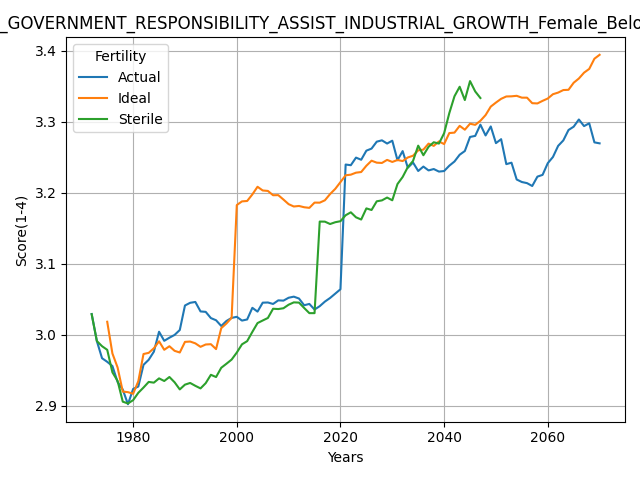 _GOVERNMENT_RESPONSIBILITY_ASSIST_INDUSTRIAL_GROWTH_Female_Belo
Fertility
Actual
Ideal
Sterile
Score(1-4)
3.4
3.3
3.2
3.1
3.0
2.9
1980 2000 2020 2040 2060
Years